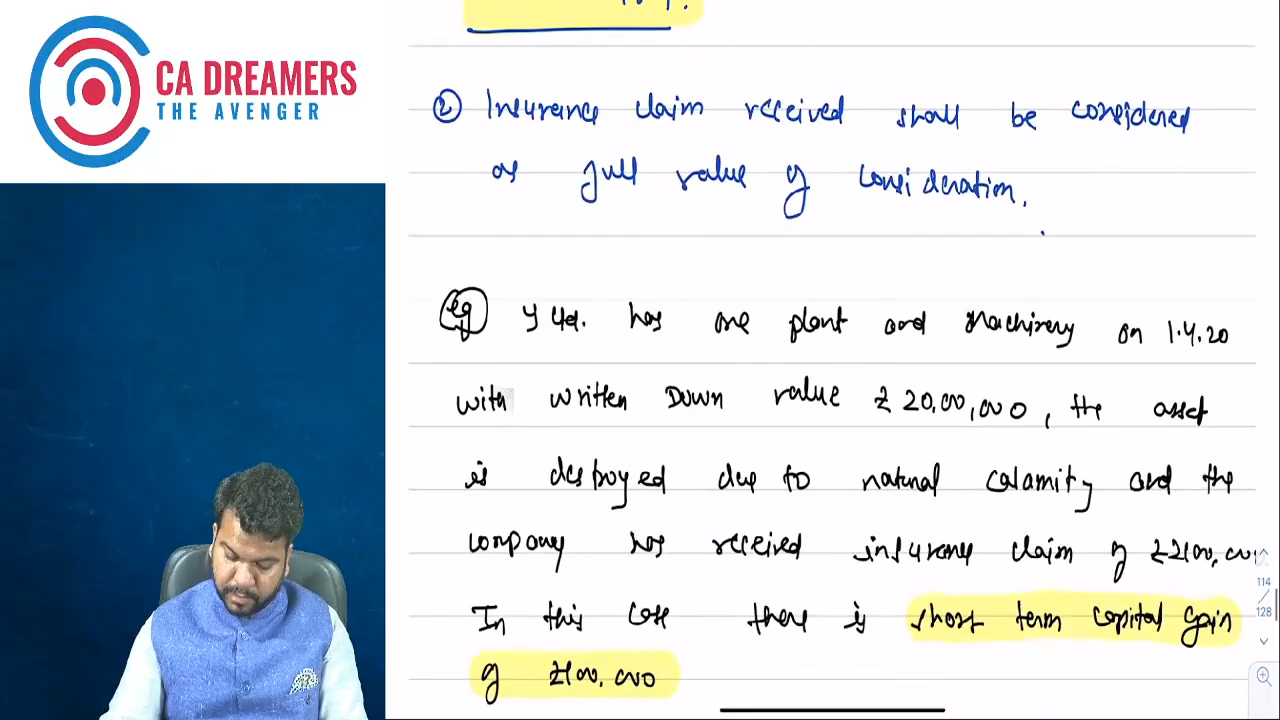 CA DREAMERS
THE AVENGER
② Insurance claim received shall be considered
as full value of consideration.
eg Y Ltd. has one plant and Machinery on 1.4.20
with written Down value ₹ 20,00,000, the asset
is destroyed due to natural calamity and the
company has received insurance claim of ₹ 2100,000
In this case there is short term capital gain
of ₹100,000
114
128